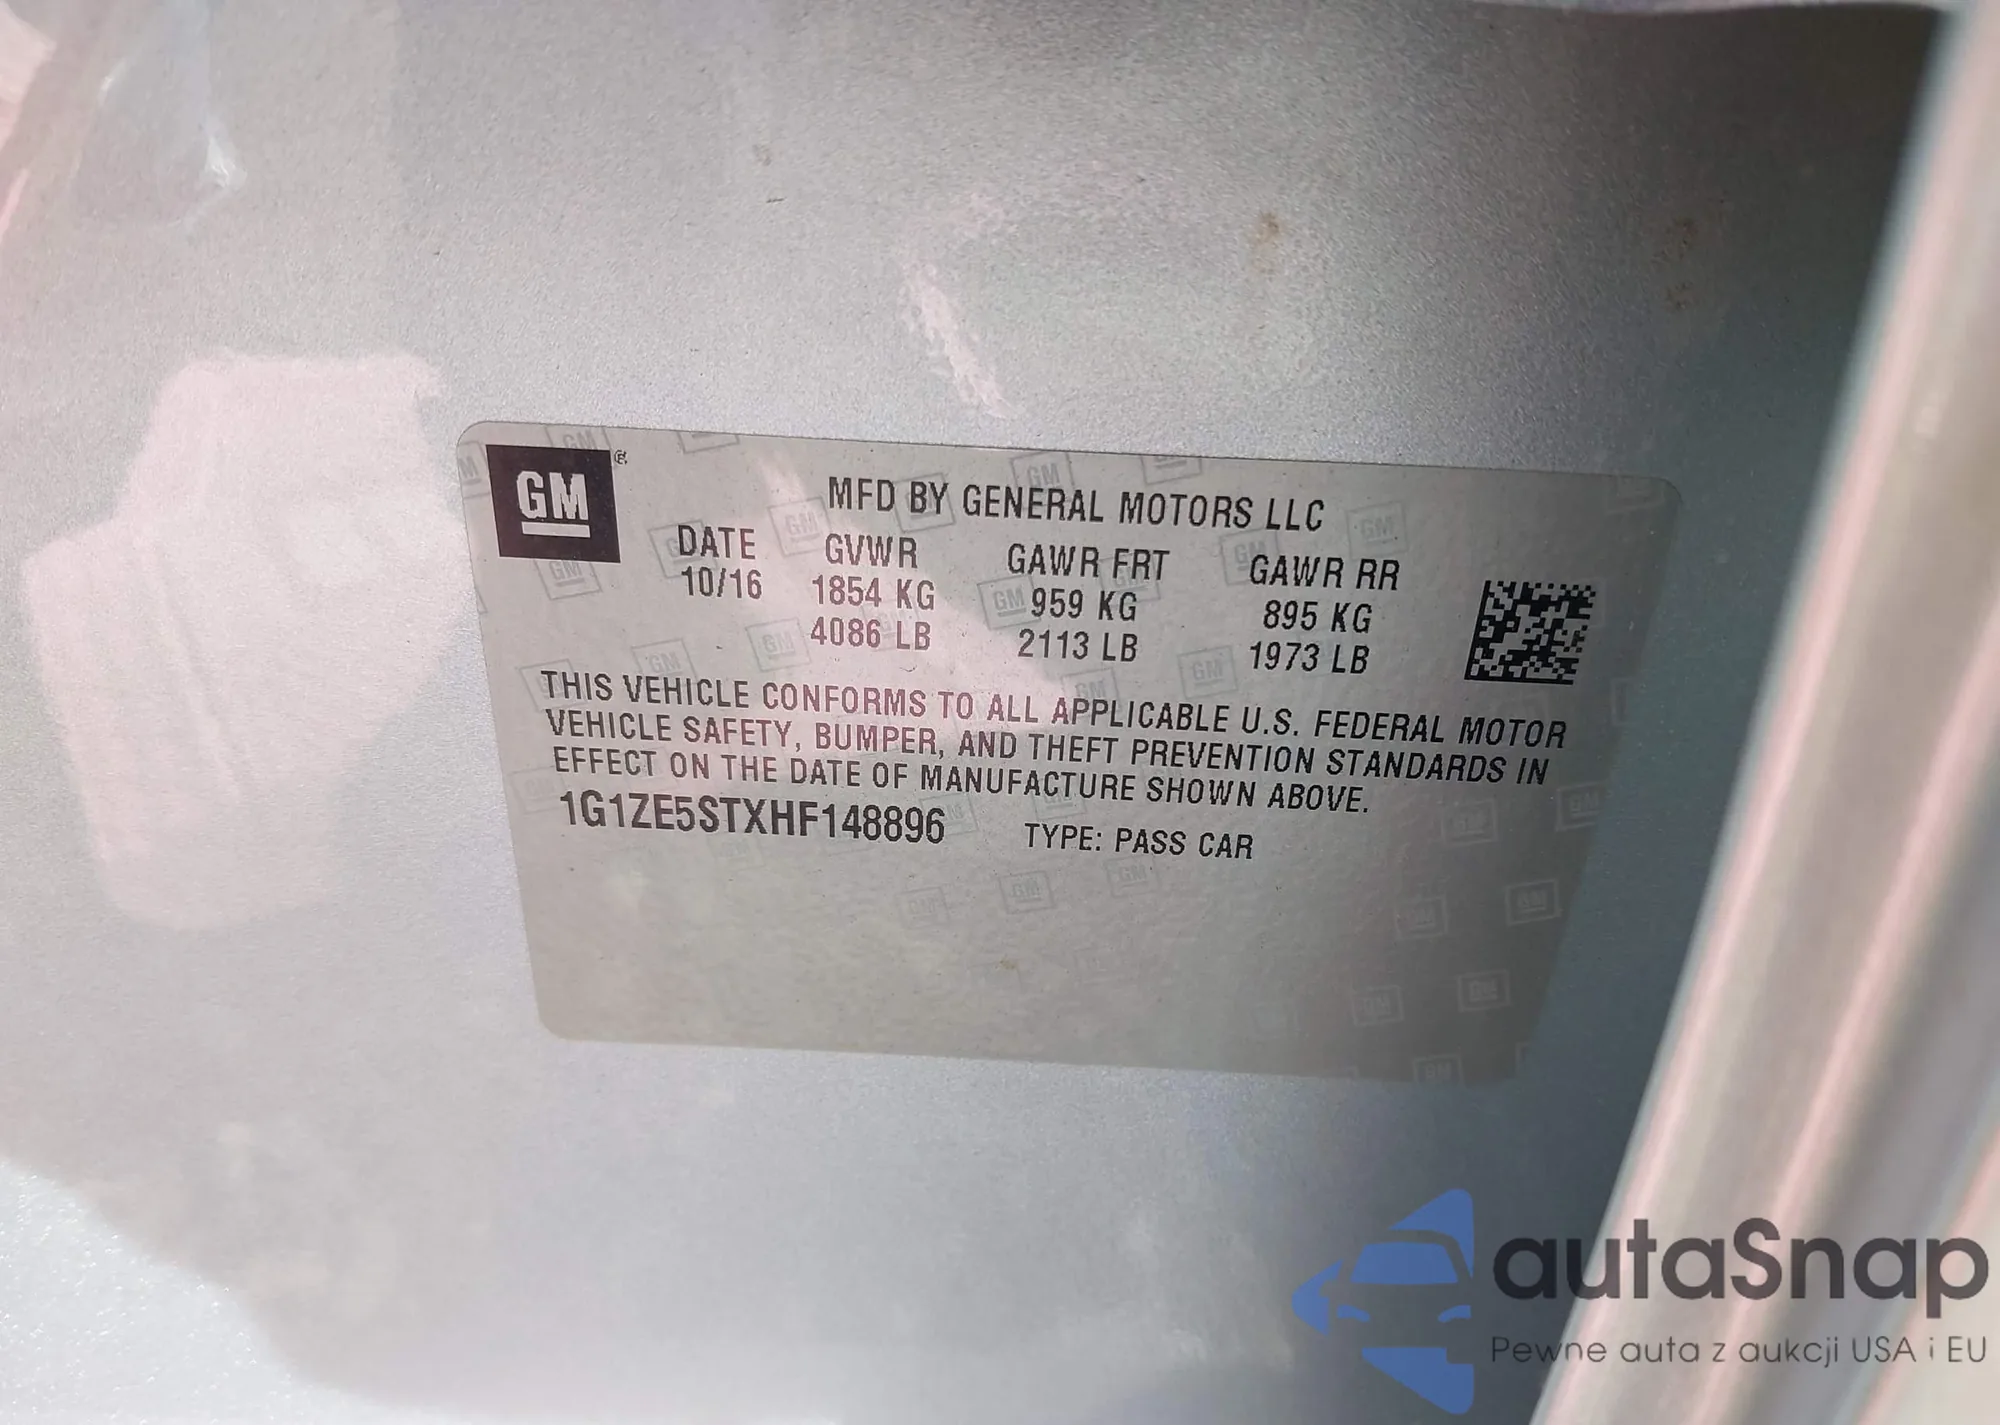 GM ®
MFD BY GENERAL MOTORS LLC
DATE GVWR GAWR FRT GAWR RR
10/16 1854 KG 959 KG 895 KG
4086 LB 2113 LB 1973 LB
THIS VEHICLE CONFORMS TO ALL APPLICABLE U.S. FEDERAL MOTOR
VEHICLE SAFETY, BUMPER, AND THEFT PREVENTION STANDARDS IN
EFFECT ON THE DATE OF MANUFACTURE SHOWN ABOVE.
1G1ZE5STXHF148896 TYPE: PASS CAR
autaSnap
Pewne auta z aukcji USA i EU